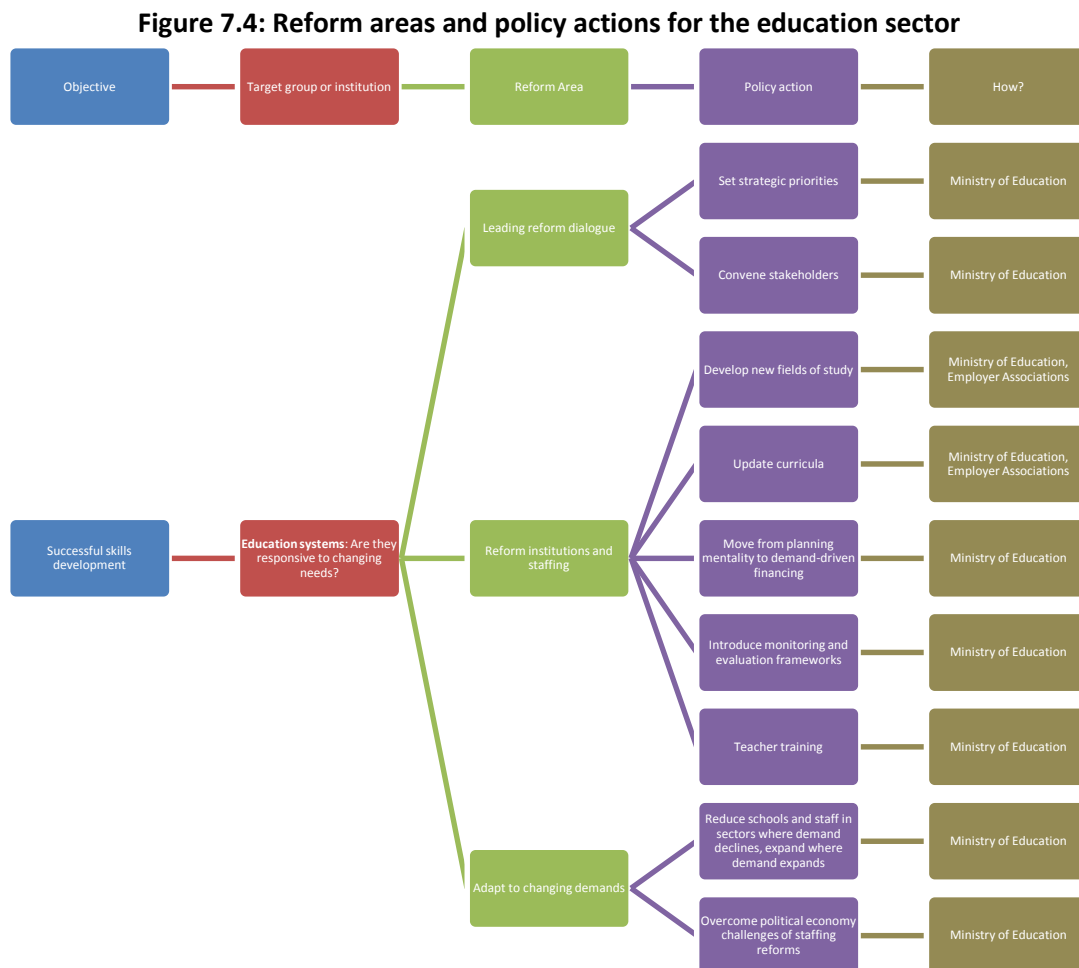 Figure 7.4: Reform areas and policy actions for the education sector
Objective
Target group or institution
Reform Area
Policy action
How?
Successful skills
development
Education systems: Are they
responsive to changing
needs?
Leading reform dialogue
Set strategic priorities
Ministry of Education
Convene stakeholders
Ministry of Education
Reform institutions and
staffing
Develop new fields of study
Ministry of Education,
Employer Associations
Update curricula
Ministry of Education,
Employer Associations
Move from planning
mentality to demand-driven
financing
Ministry of Education
Introduce monitoring and
evaluation frameworks
Ministry of Education
Teacher training
Ministry of Education
Adapt to changing demands
Reduce schools and staff in
sectors where demand
declines, expand where
demand expands
Ministry of Education
Overcome political economy
challenges of staffing
reforms
Ministry of Education